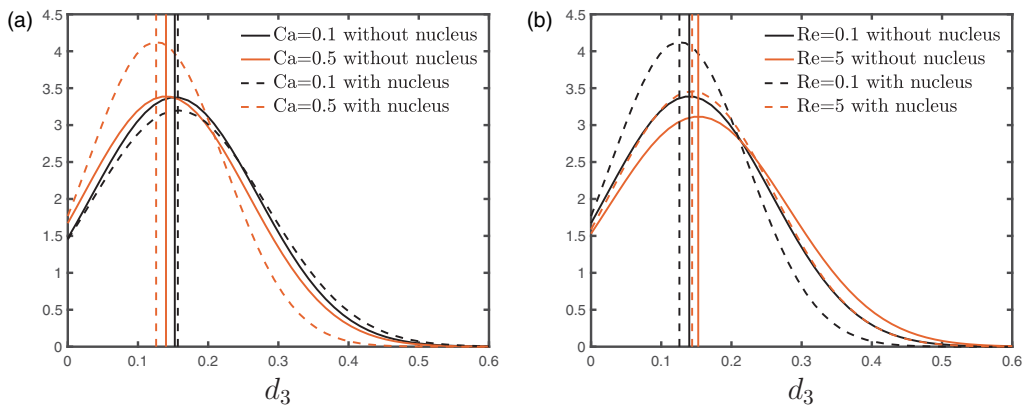 (a)
4.5
4
3.5
3
2.5
2
1.5
1
0.5
0
0 0.1 0.2 0.3 0.4 0.5 0.6
d₃
Ca=0.1 without nucleus
Ca=0.5 without nucleus
Ca=0.1 with nucleus
Ca=0.5 with nucleus
(b)
4.5
4
3.5
3
2.5
2
1.5
1
0.5
0
0 0.1 0.2 0.3 0.4 0.5 0.6
d₃
Re=0.1 without nucleus
Re=5 without nucleus
Re=0.1 with nucleus
Re=5 with nucleus